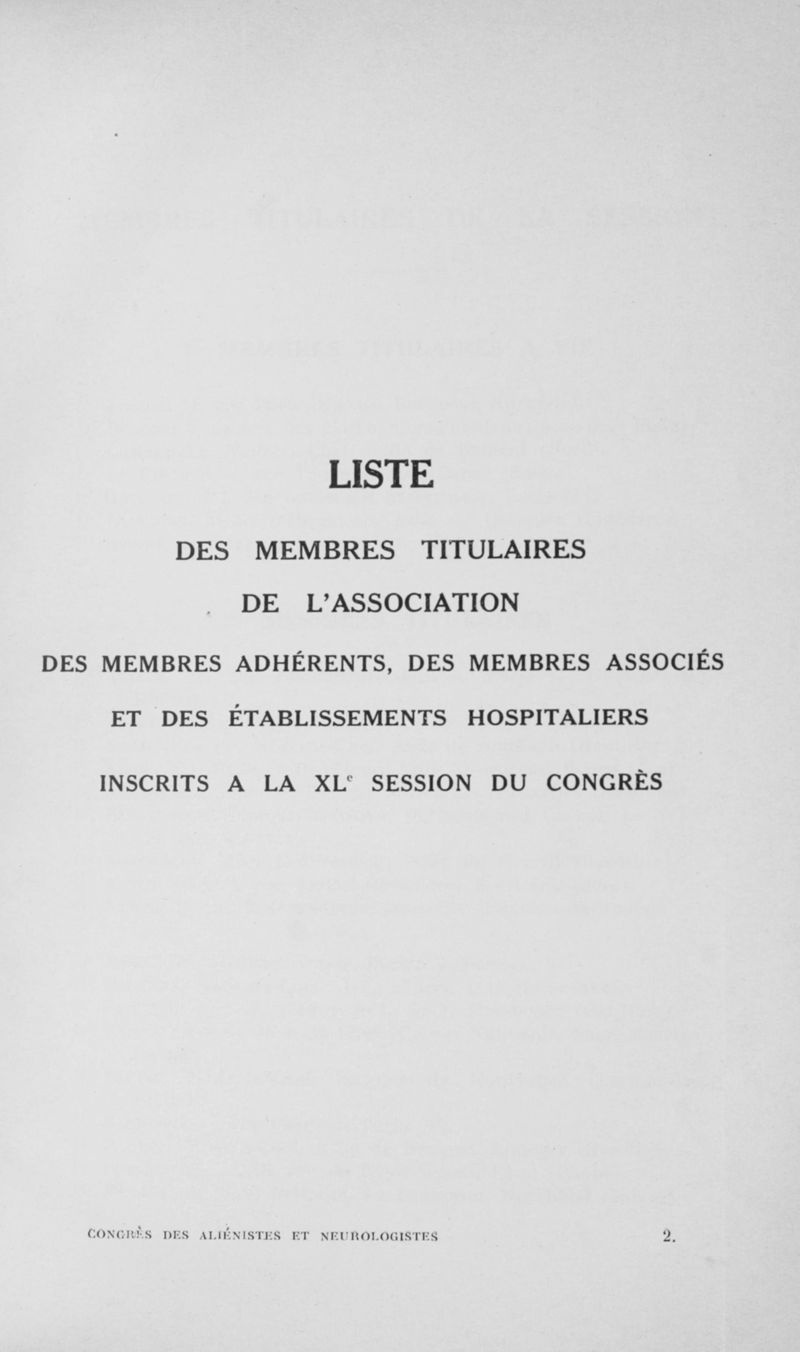 LISTE
DES MEMBRES TITULAIRES
DE L'ASSOCIATION
DES MEMBRES ADHÉRENTS, DES MEMBRES ASSOCIÉS
ET DES ÉTABLISSEMENTS HOSPITALIERS
INSCRITS A LA XLe SESSION DU CONGRÈS
CONGRÈS DES ALIÉNISTES ET NEUROLOGISTES 2.